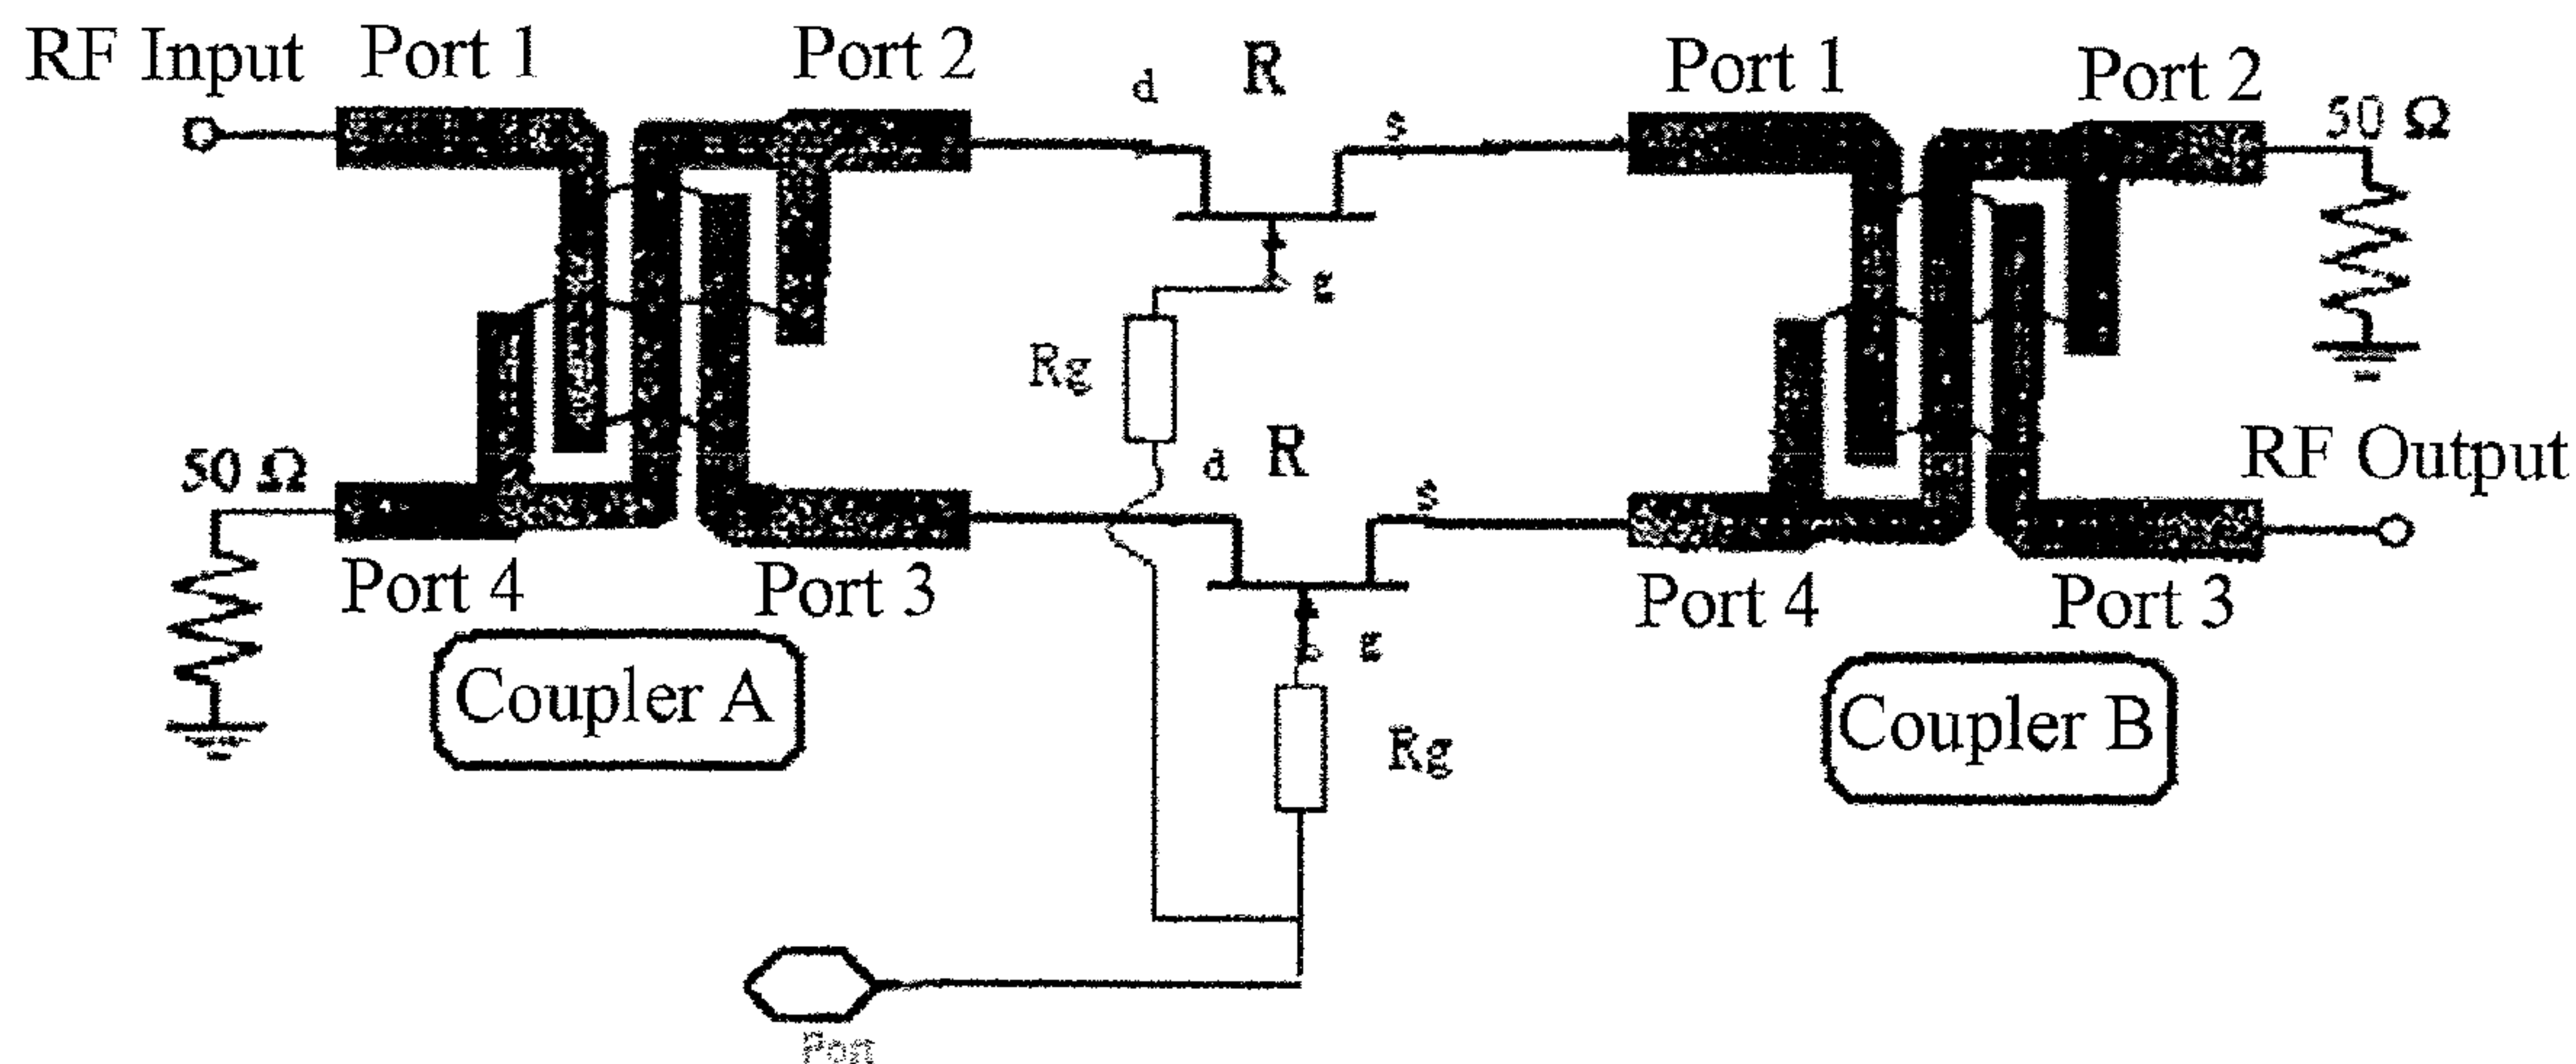 RF Input
Port 1
Port 2
d
R
s
Port 1
Port 2
50 Ω
g
Rg
50 Ω
d
R
s
RF Output
Port 4
Port 3
g
Port 4
Port 3
Coupler A
Rg
Coupler B